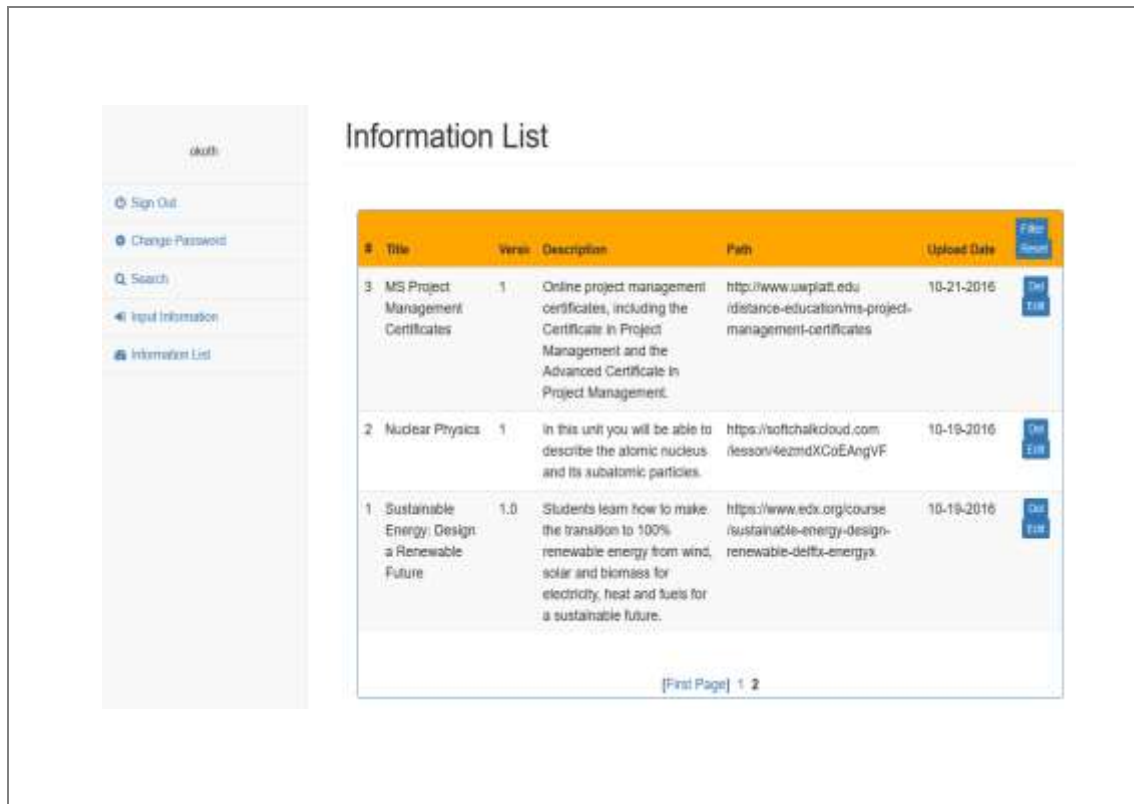 Information List
okoth
Sign Out
Change Password
Search
Input Information
Information List
# Title Versio Description Path Upload Date Filter
Reset
3 MS Project 1 Online project management http://www.uwplatt.edu 10-21-2016 Del
Management certificates, including the /distance-education/ms-project- Edit
Certificates Certificate in Project management-certificates
Management and the
Advanced Certificate in
Project Management.
2 Nuclear Physics 1 In this unit you will be able to https://softchalkcloud.com 10-19-2016 Del
describe the atomic nucleus /lesson/4ezmdXCoEAngVF Edit
and its subatomic particles.
1 Sustainable 1.0 Students learn how to make https://www.edx.org/course 10-19-2016 Del
Energy: Design the transition to 100% /sustainable-energy-design- Edit
a Renewable renewable energy from wind, renewable-delftx-energyx
Future solar and biomass for
electricity, heat and fuels for
a sustainable future.
[First Page] 1 2